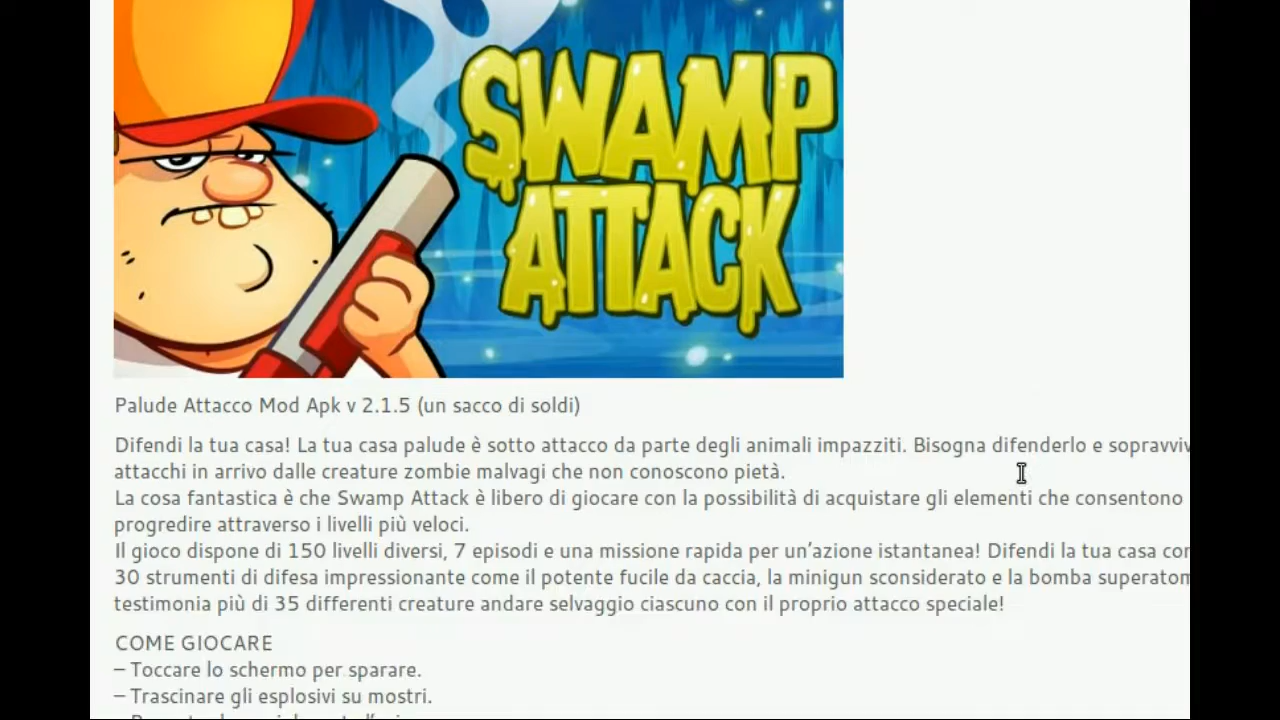 SWAMP
ATTACK
Palude Attacco Mod Apk v 2.1.5 (un sacco di soldi)
Difendi la tua casa! La tua casa palude è sotto attacco da parte degli animali impazziti. Bisogna difenderlo e
attacchi in arrivo dalle creature zombie malvagi che non conoscono pietà.
La cosa fantastica è che Swamp Attack è libero di giocare con la possibilità di acquistare gli elementi che consentono
progredire attraverso i livelli più veloci.
Il gioco dispone di 150 livelli diversi, 7 episodi e una missione rapida per un’azione istantanea! Difendi la tua casa
30 strumenti di difesa impressionante come il potente fucile da caccia, la minigun sconsiderato e la bomba
testimonia più di 35 differenti creature andare selvaggio ciascuno con il proprio attacco speciale!
COME GIOCARE
– Toccare lo schermo per sparare.
– Trascinare gli esplosivi su mostri.